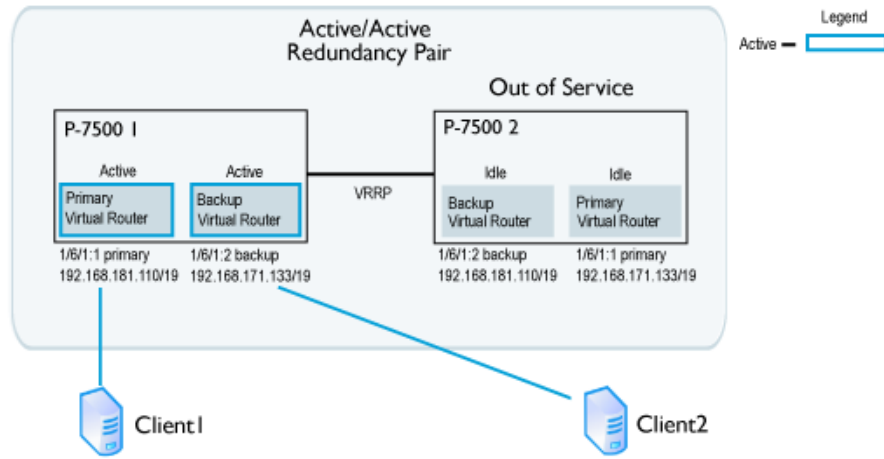 Active/Active
Redundancy Pair
Legend
Active
Out of Service
P-7500 1
Active
Active
Primary
Virtual Router
Backup
Virtual Router
1/6/1:1 primary
192.168.181.110/19
1/6/1:2 backup
192.168.171.133/19
VRRP
P-7500 2
Idle
Idle
Backup
Virtual Router
Primary
Virtual Router
1/6/1:2 backup
192.168.181.110/19
1/6/1:1 primary
192.168.171.133/19
Client1
Client2